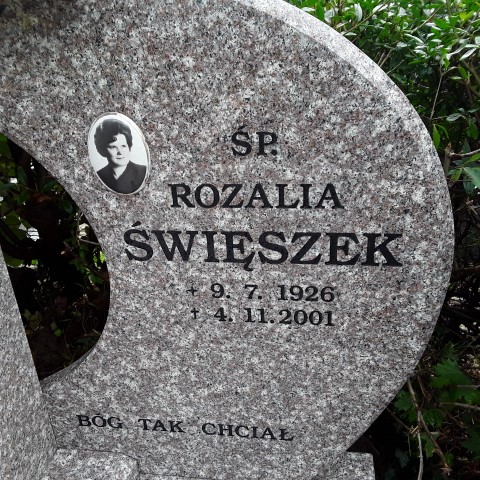 ŚP.
ROZALIA
ŚWIĘSZEK
+ 9. 7. 1926
† 4. 11. 2001
BÓG TAK CHCIAŁ